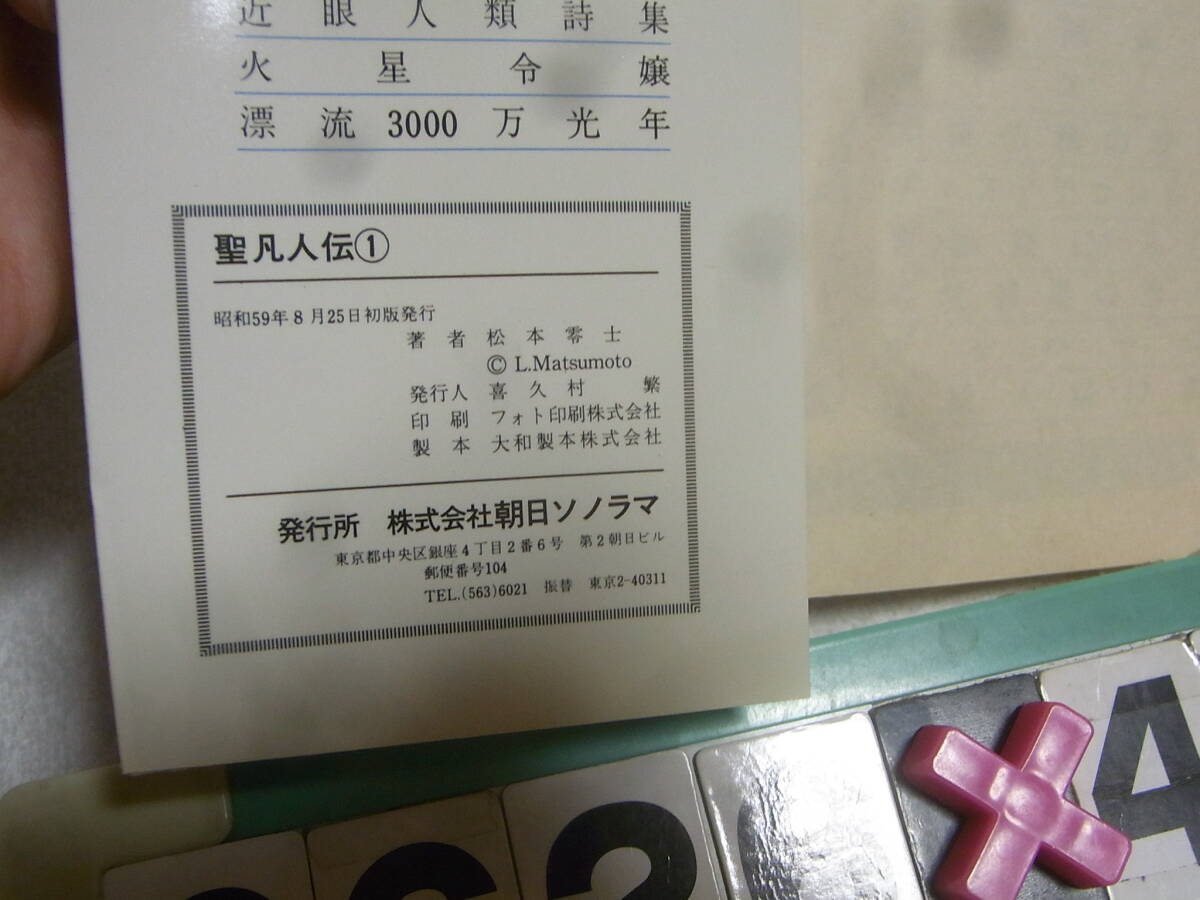 近眼人類詩集
火星令嬢
漂流3000万光年
聖凡人伝①
昭和59年8月25日初版発行
著者 松本零士
© L.Matsumoto
発行人 喜久村 繁
印刷 フォト印刷株式会社
製本 大和製本株式会社
発行所 株式会社朝日ソノラマ
東京都中央区銀座4丁目2番6号 第2朝日ビル
郵便番号104
TEL.(563)6021 振替 東京2-40311
A